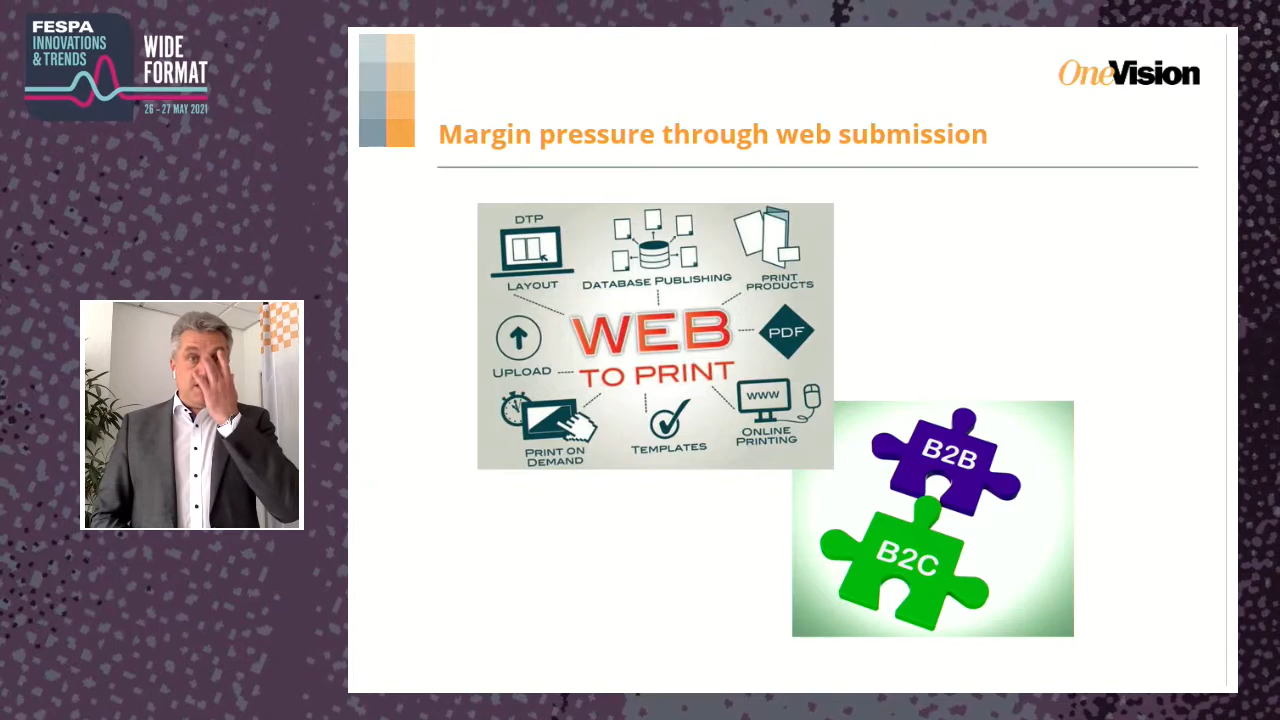 FESPA
INNOVATIONS
& TRENDS
WIDE
FORMAT
26 – 27 MAY 2021
OneVision
Margin pressure through web submission
DTP
LAYOUT
DATABASE PUBLISHING
PRINT
PRODUCTS
WEB
TO PRINT
PDF
UPLOAD
WWW
PRINT ON
DEMAND
TEMPLATES
ONLINE
PRINTING
B2B
B2C